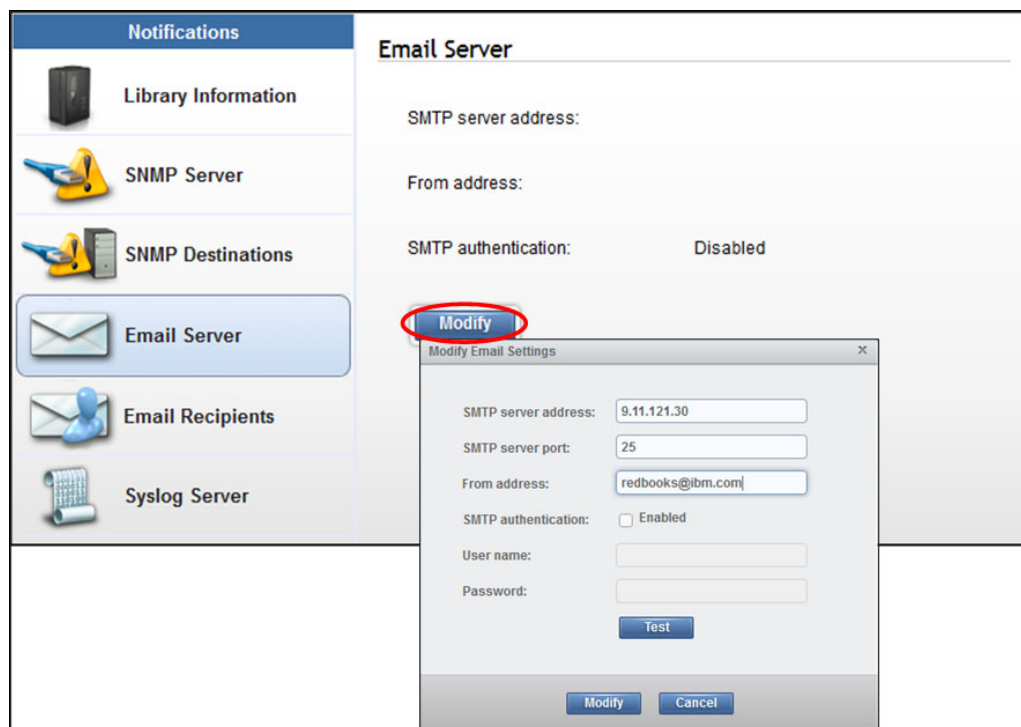 Notifications
Library Information
SNMP Server
SNMP Destinations
Email Server
Email Recipients
Syslog Server
Email Server
SMTP server address:
From address:
SMTP authentication: Disabled
Modify
Modify Email Settings x
SMTP server address: 9.11.121.30
SMTP server port: 25
From address: redbooks@ibm.com
SMTP authentication: Enabled
User name:
Password:
Test
Modify Cancel